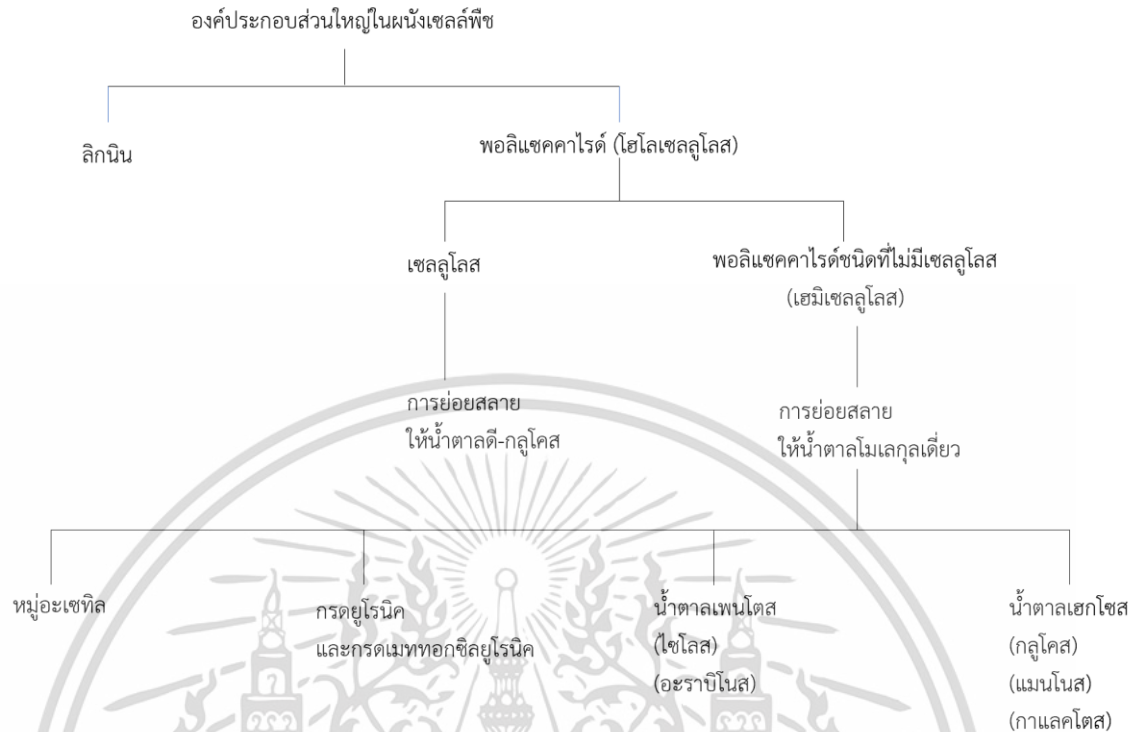 องค์ประกอบส่วนใหญ่ในผนังเซลล์พืช
ลิกนิน
พอลิแซคคาไรด์ (โฮโลเซลลูโลส)
เซลลูโลส
พอลิแซคคาไรด์ชนิดที่ไม่มีเซลลูโลส
(เฮมิเซลลูโลส)
การย่อยสลาย
ให้น้ำตาลดี-กลูโคส
การย่อยสลาย
ให้น้ำตาลโมเลกุลเดี่ยว
หมู่อะเซทิล
กรดยูโรนิค
และกรดเมททอกซิลยูโรนิค
น้ำตาลเพนโตส
(ไซโลส)
(อะราบิโนส)
น้ำตาลเฮกโซส
(กลูโคส)
(แมนโนส)
(กาแลคโตส)